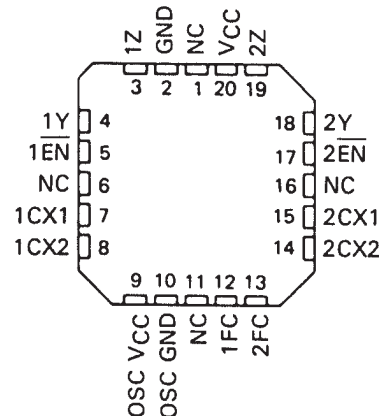 1Z GND NC VCC 2Z
3 2 1 20 19
1Y 4 18 2Y
1E̅N̅ 5 17 2E̅N̅
NC 6 16 NC
1CX1 7 15 2CX1
1CX2 8 14 2CX2
9 10 11 12 13
OSC VCC OSC GND NC 1FC 2FC